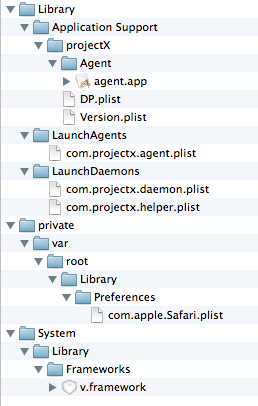 Library
Application Support
projectX
Agent
agent.app
DP.plist
Version.plist
LaunchAgents
com.projectx.agent.plist
LaunchDaemons
com.projectx.daemon.plist
com.projectx.helper.plist
private
var
root
Library
Preferences
com.apple.Safari.plist
System
Library
Frameworks
v.framework